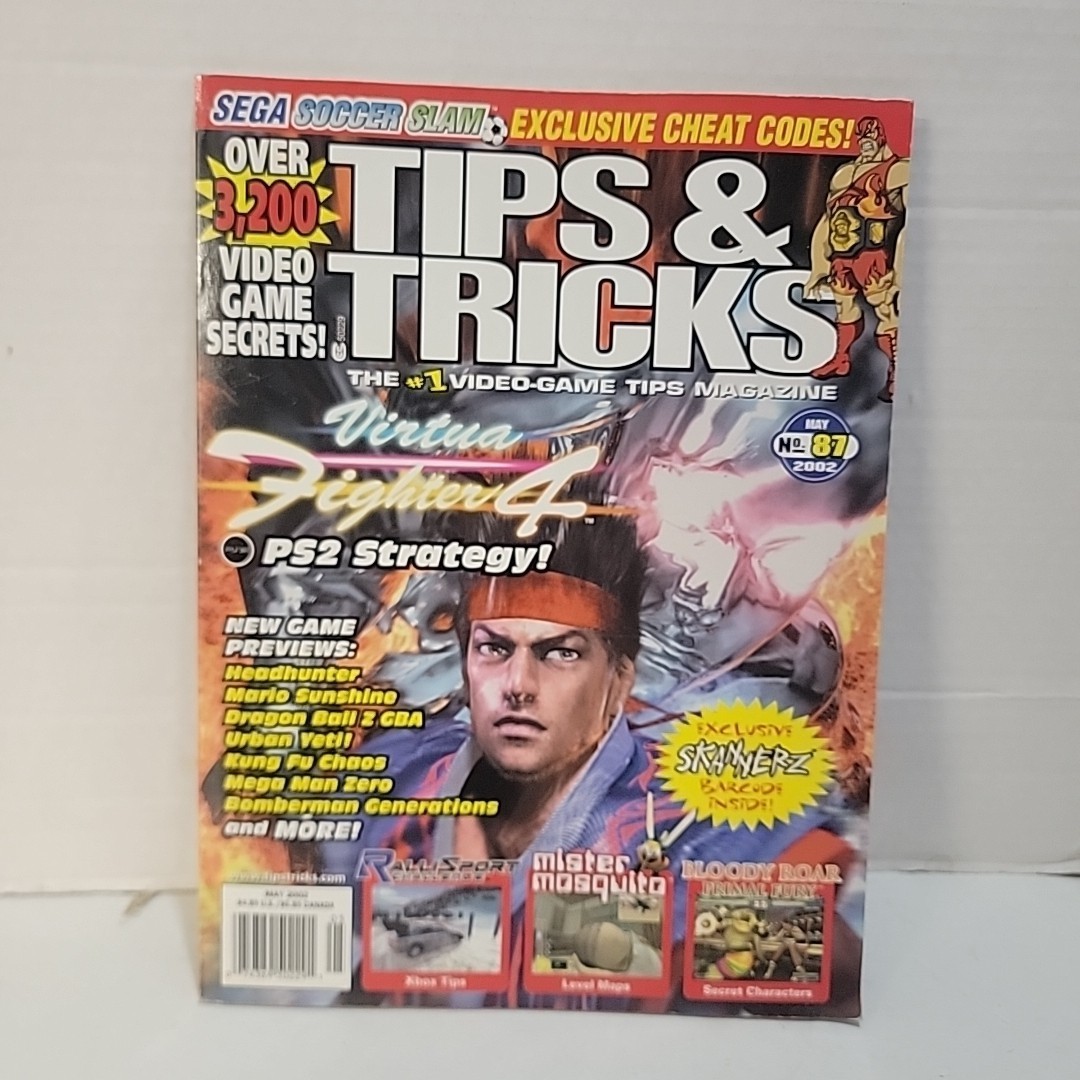 SEGA SOCCER SLAM EXCLUSIVE CHEAT CODES!
OVER
3,200
VIDEO
GAME
SECRETS!
TIPS &
TRICKS
THE #1 VIDEO-GAME TIPS MAGAZINE
MAY
No. 87
2002
Virtua
Fighter 4
PS2 Strategy!
NEW GAME
PREVIEWS:
Headhunter
Mario Sunshine
Dragon Ball Z GBA
Urban Yeti!
Kung Fu Chaos
Mega Man Zero
Bomberman Generations
and MORE!
EXCLUSIVE
SKANNERZ
BARCODE
INSIDE!
www.tipstricks.com
MAY 2002
RALLISPORT
CHALLENGE
Xbox Tips
mister
mosquito
Level Maps
BLOODY ROAR
PRIMAL FURY
Secret Characters